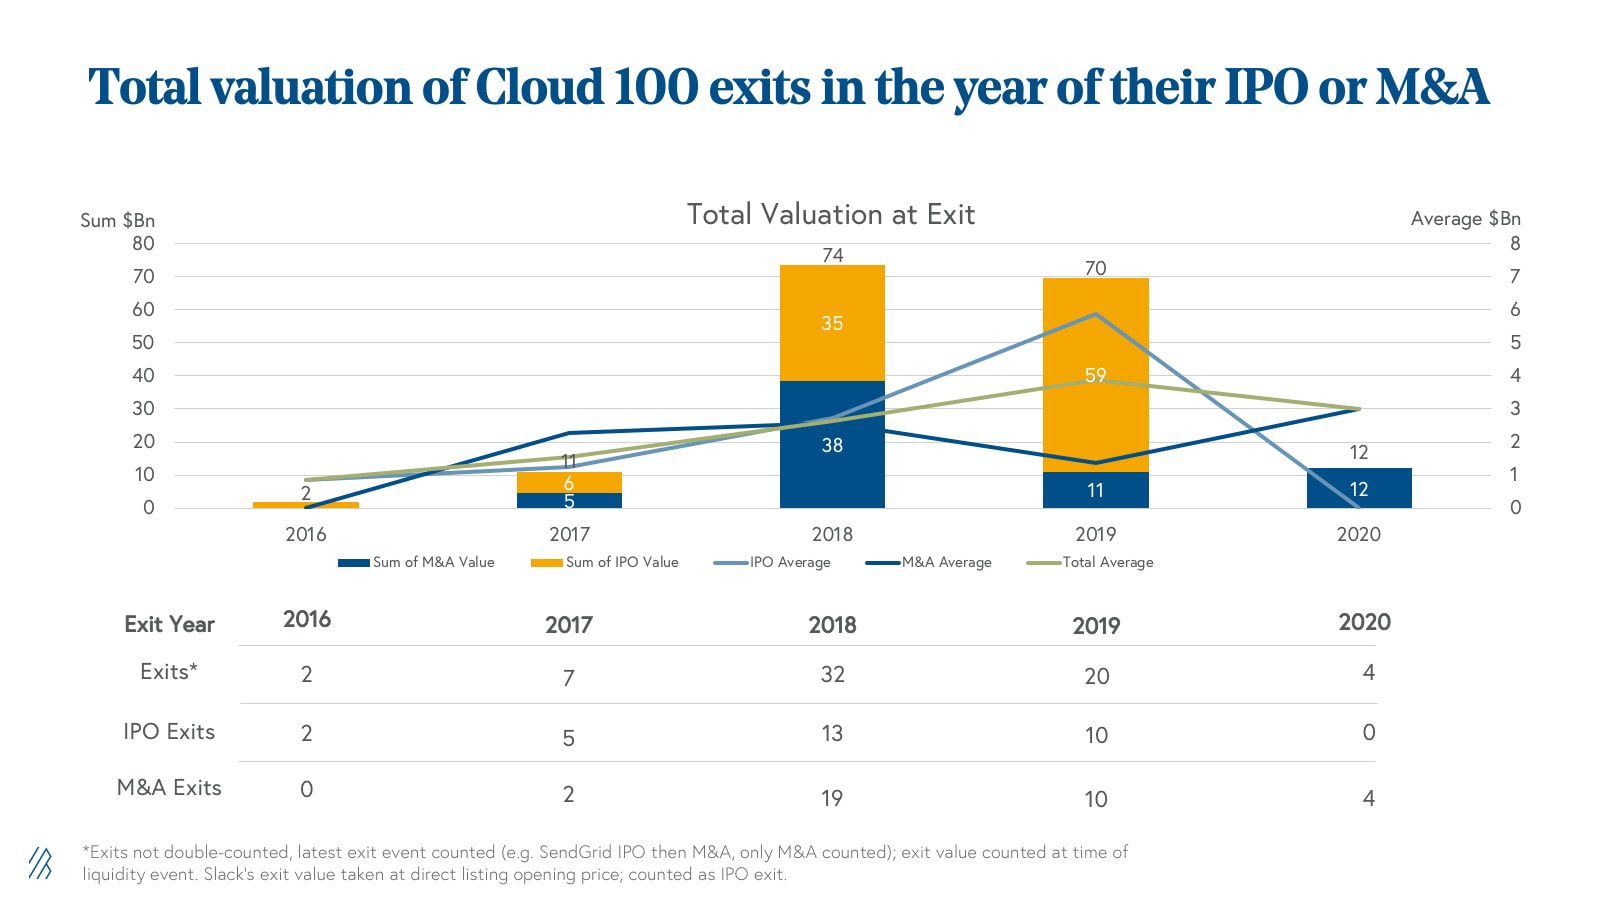 Total valuation of Cloud 100 exits in the year of their IPO or M&A
Total Valuation at Exit
Sum $Bn
Average $Bn
80
70
60
50
40
30
20
10
0
8
7
6
5
4
3
2
1
0
2
11
6
5
74
35
38
70
59
11
12
12
2016 2017 2018 2019 2020
Sum of M&A Value Sum of IPO Value IPO Average M&A Average Total Average
Exit Year 2016 2017 2018 2019 2020
Exits* 2 7 32 20 4
IPO Exits 2 5 13 10 0
M&A Exits 0 2 19 10 4
*Exits not double-counted, latest exit event counted (e.g. SendGrid IPO then M&A, only M&A counted); exit value counted at time of
liquidity event. Slack's exit value taken at direct listing opening price; counted as IPO exit.